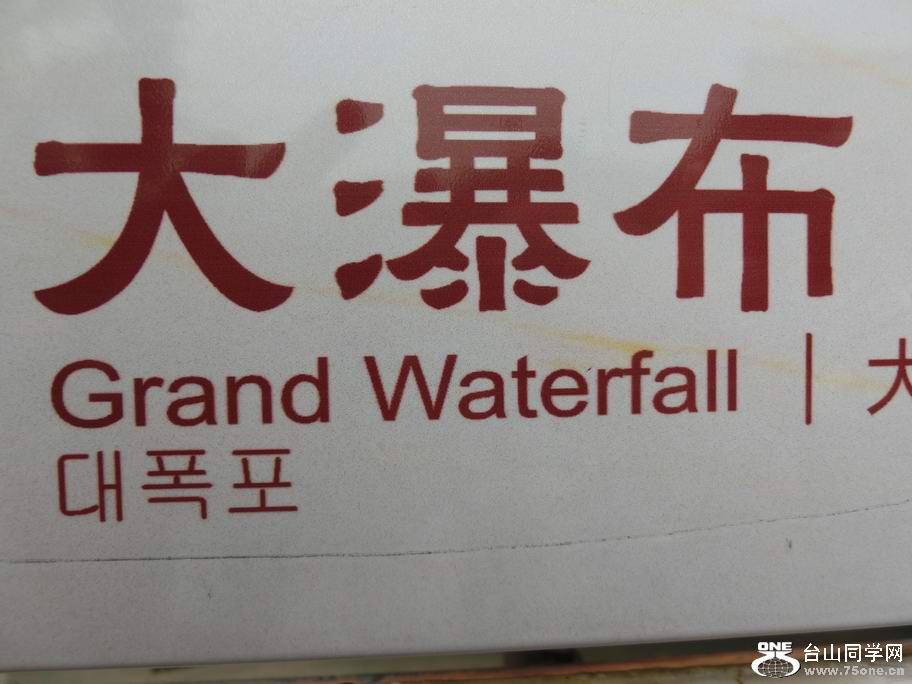 大瀑布
Grand Waterfall | 大
대폭포
ONE 台山同学网
www.75one.cn